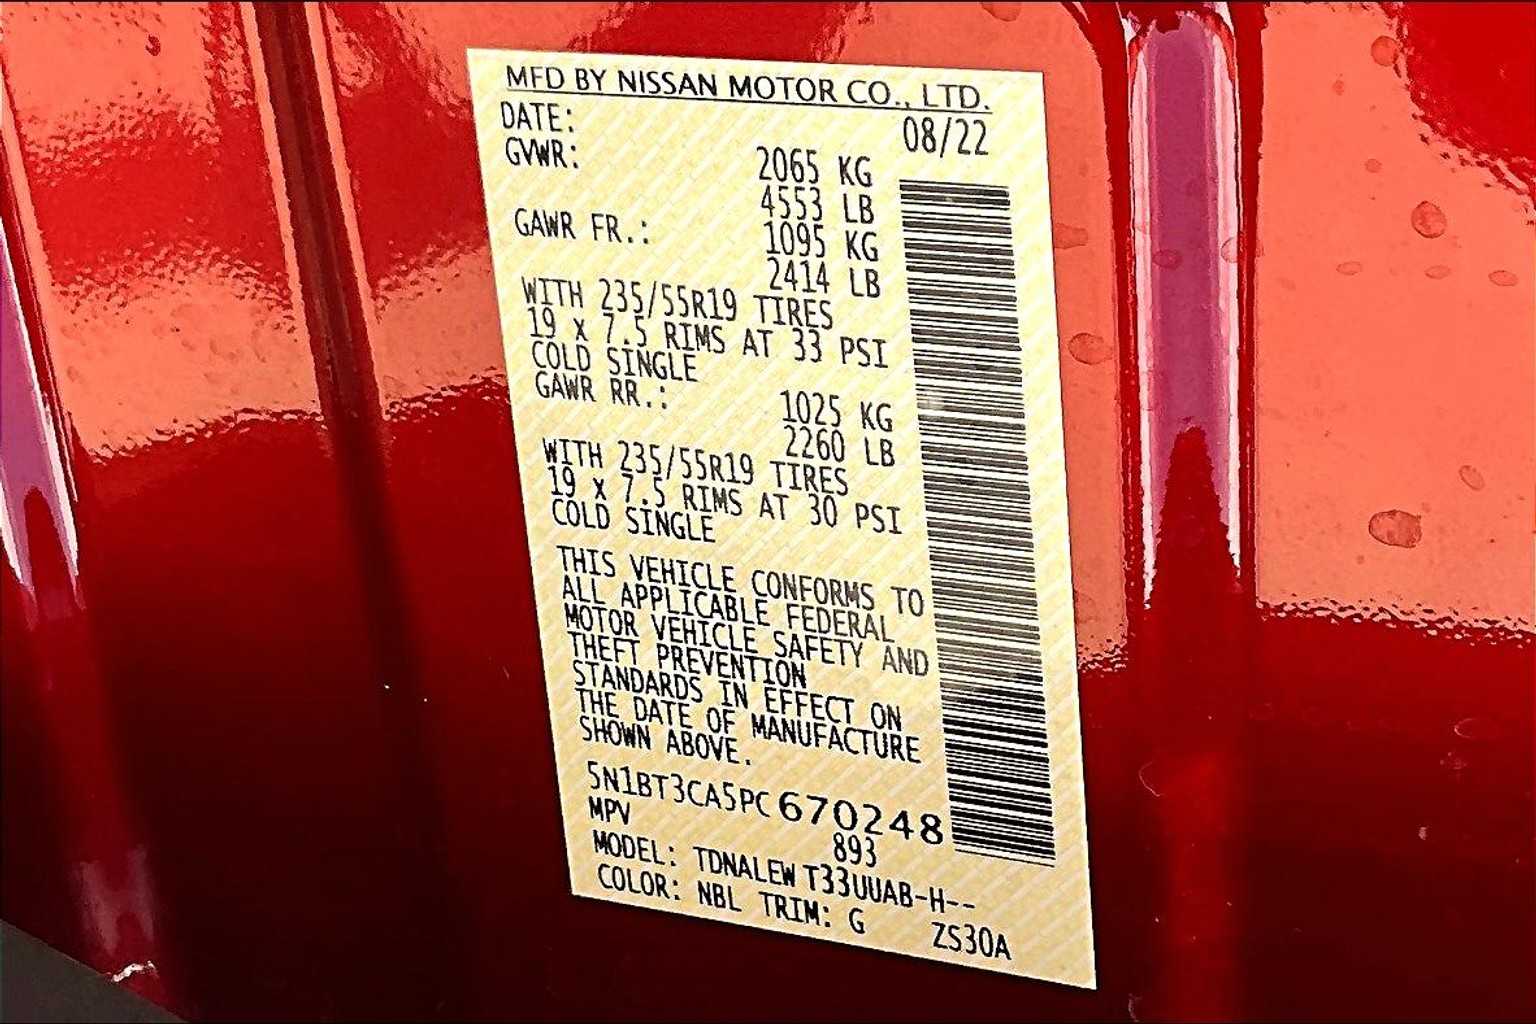 MFD BY NISSAN MOTOR CO., LTD.
DATE: 08/22
GVWR: 2065 KG
4553 LB
GAWR FR.: 1095 KG
2414 LB
WITH 235/55R19 TIRES
19 x 7.5 RIMS AT 33 PSI
COLD SINGLE
GAWR RR.: 1025 KG
2260 LB
WITH 235/55R19 TIRES
19 x 7.5 RIMS AT 30 PSI
COLD SINGLE
THIS VEHICLE CONFORMS TO
ALL APPLICABLE FEDERAL
MOTOR VEHICLE SAFETY AND
THEFT PREVENTION
STANDARDS IN EFFECT ON
THE DATE OF MANUFACTURE
SHOWN ABOVE.
5N1BT3CA5PC670248
MPV 893
MODEL: TDNALEW T33UUAB-H--
COLOR: NBL TRIM: G ZS30A